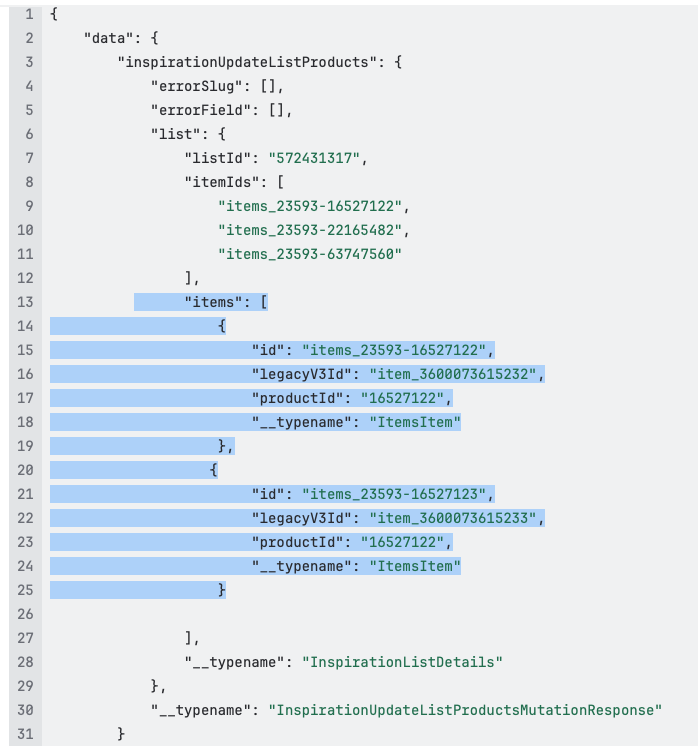 1 {
2     "data": {
3         "inspirationUpdateListProducts": {
4             "errorSlug": [],
5             "errorField": [],
6             "list": {
7                 "listId": "572431317",
8                 "itemIds": [
9                     "items_23593-16527122",
10                     "items_23593-22165482",
11                     "items_23593-63747560"
12                 ],
13                 "items": [
14                     {
15                         "id": "items_23593-16527122",
16                         "legacyV3Id": "item_3600073615232",
17                         "productId": "16527122",
18                         "__typename": "ItemsItem"
19                     },
20                    {
21                         "id": "items_23593-16527123",
22                         "legacyV3Id": "item_3600073615233",
23                         "productId": "16527122",
24                         "__typename": "ItemsItem"
25                     }
26
27                 ],
28                 "__typename": "InspirationListDetails"
29             },
30             "__typename": "InspirationUpdateListProductsMutationResponse"
31         }